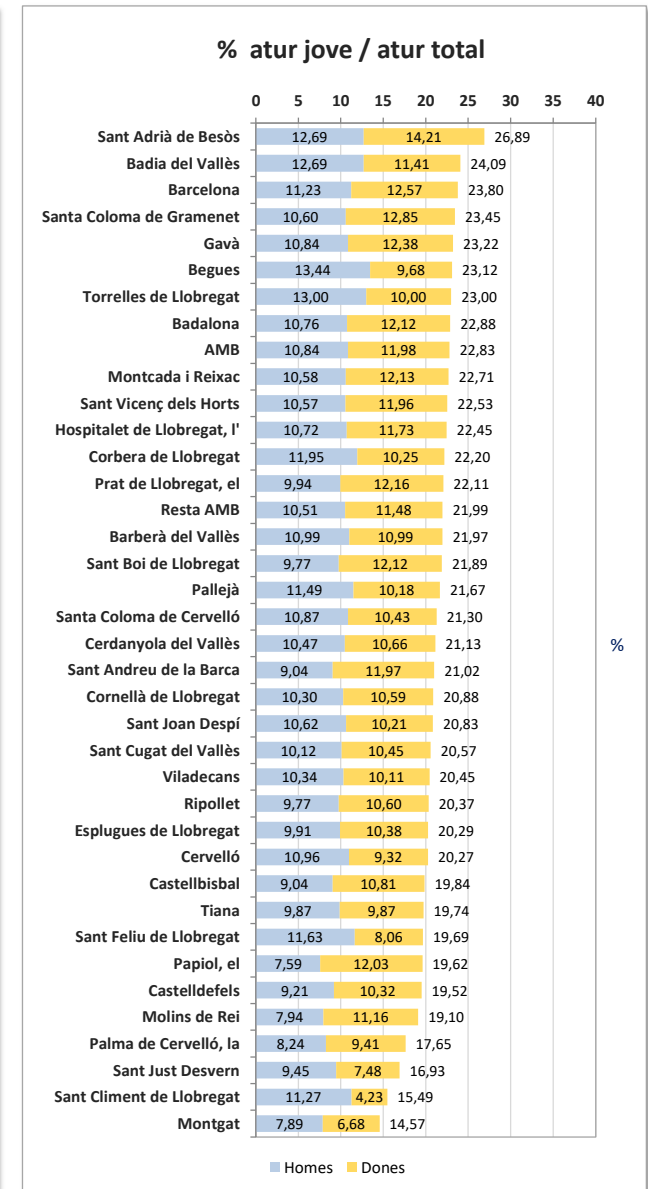 % atur jove / atur total
0 5 10 15 20 25 30 35 40
Sant Adrià de Besòs 12,69 14,21 26,89
Badia del Vallès 12,69 11,41 24,09
Barcelona 11,23 12,57 23,80
Santa Coloma de Gramenet 10,60 12,85 23,45
Gavà 10,84 12,38 23,22
Begues 13,44 9,68 23,12
Torrelles de Llobregat 13,00 10,00 23,00
Badalona 10,76 12,12 22,88
AMB 10,84 11,98 22,83
Montcada i Reixac 10,58 12,13 22,71
Sant Vicenç dels Horts 10,57 11,96 22,53
Hospitalet de Llobregat, l' 10,72 11,73 22,45
Corbera de Llobregat 11,95 10,25 22,20
Prat de Llobregat, el 9,94 12,16 22,11
Resta AMB 10,51 11,48 21,99
Barberà del Vallès 10,99 10,99 21,97
Sant Boi de Llobregat 9,77 12,12 21,89
Pallejà 11,49 10,18 21,67
Santa Coloma de Cervelló 10,87 10,43 21,30
Cerdanyola del Vallès 10,47 10,66 21,13
%
Sant Andreu de la Barca 9,04 11,97 21,02
Cornellà de Llobregat 10,30 10,59 20,88
Sant Joan Despí 10,62 10,21 20,83
Sant Cugat del Vallès 10,12 10,45 20,57
Viladecans 10,34 10,11 20,45
Ripollet 9,77 10,60 20,37
Esplugues de Llobregat 9,91 10,38 20,29
Cervelló 10,96 9,32 20,27
Castellbisbal 9,04 10,81 19,84
Tiana 9,87 9,87 19,74
Sant Feliu de Llobregat 11,63 8,06 19,69
Papiol, el 7,59 12,03 19,62
Castelldefels 9,21 10,32 19,52
Molins de Rei 7,94 11,16 19,10
Palma de Cervelló, la 8,24 9,41 17,65
Sant Just Desvern 9,45 7,48 16,93
Sant Climent de Llobregat 11,27 4,23 15,49
Montgat 7,89 6,68 14,57
Homes Dones